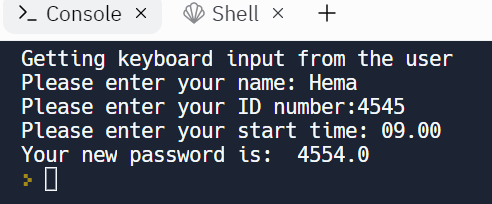 Console × Shell × +
Getting keyboard input from the user
Please enter your name: Hema
Please enter your ID number:4545
Please enter your start time: 09.00
Your new password is:  4554.0